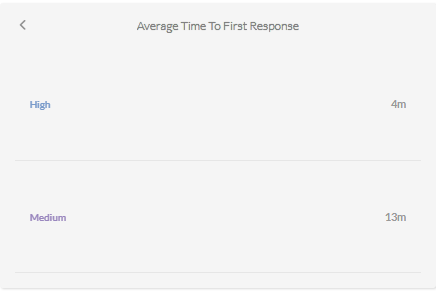 Average Time To First Response
High 4m
Medium 13m